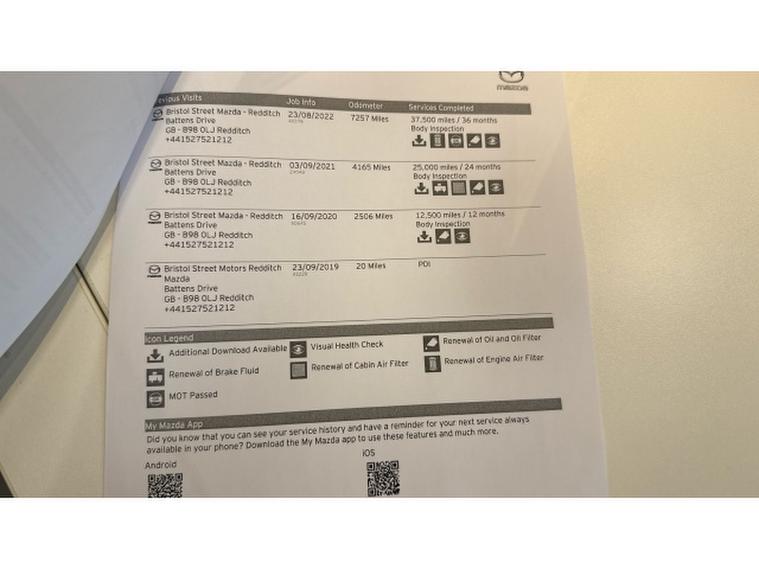 mazda
vious Visits Job Info Odometer Services Completed
Bristol Street Mazda - Redditch 23/08/2022 7257 Miles 37,500 miles / 36 months
Battens Drive Body Inspection
GB - B98 0LJ Redditch
+441527521212
Bristol Street Mazda - Redditch 03/09/2021 4165 Miles 25,000 miles / 24 months
Battens Drive Body Inspection
GB - B98 0LJ Redditch
+441527521212
Bristol Street Mazda - Redditch 16/09/2020 2506 Miles 12,500 miles / 12 months
Battens Drive Body Inspection
GB - B98 0LJ Redditch
+441527521212
Bristol Street Motors Redditch 23/09/2019 20 Miles PDI
Mazda
Battens Drive
GB - B98 0LJ Redditch
+441527521212
Icon Legend
Additional Download Available Visual Health Check Renewal of Oil and Oil Filter
Renewal of Brake Fluid Renewal of Cabin Air Filter Renewal of Engine Air Filter
MOT Passed
My Mazda App
Did you know that you can see your service history and have a reminder for your next service always
available in your phone? Download the My Mazda app to use these features and much more.
Android iOS